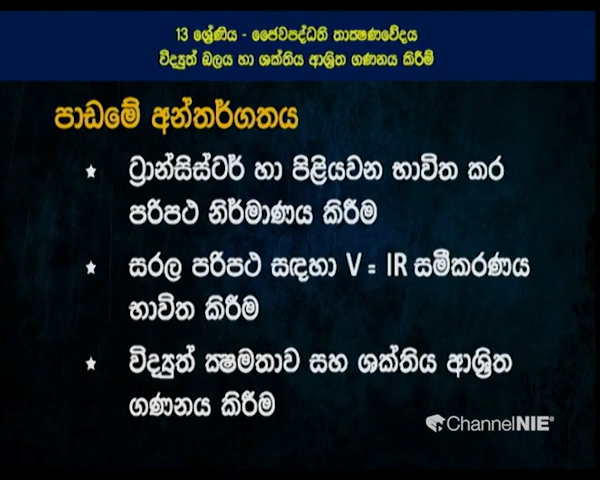 13 ශ්‍රේණිය - ජෛවපද්ධති තාක්‍ෂණවේදය
විද්‍යුත් බලය හා ශක්තිය ආශ්‍රිත ගණනය කිරීම්
පාඩමේ අන්තර්ගතය
★ ට්‍රාන්සිස්ටර් හා පිළියවන භාවිත කර
පරිපථ නිර්මාණය කිරීම
★ සරල පරිපථ සඳහා V = IR සමීකරණය
භාවිත කිරීම
★ විද්‍යුත් ක්‍ෂමතාව සහ ශක්තිය ආශ්‍රිත
ගණනය කිරීම
ChannelNIE®